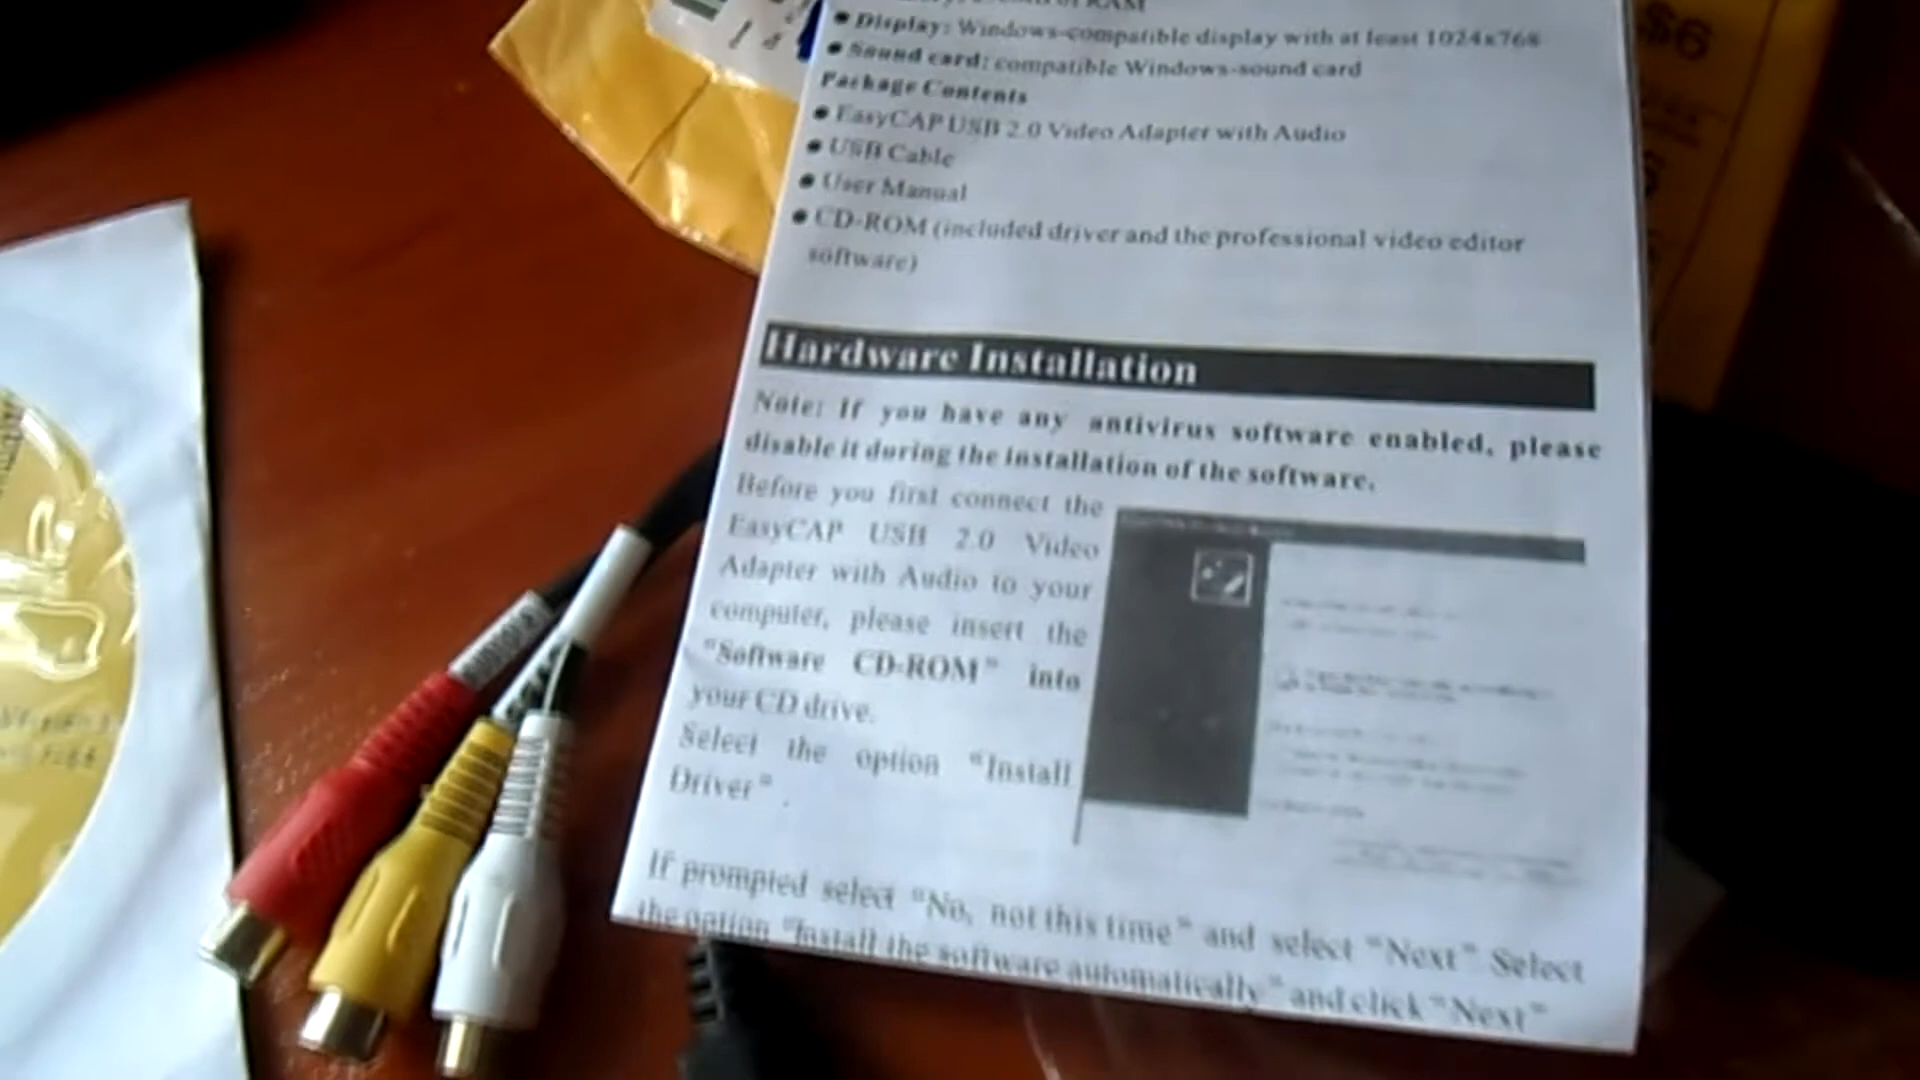 RAM
● Display: Windows-compatible display with at least 1024x768
● Sound card: compatible Windows-sound card
Package Contents
● EasyCAP USB 2.0 Video Adapter with Audio
● USB Cable
● User Manual
● CD-ROM (included driver and the professional video editor
software)
Hardware Installation
Note: If you have any antivirus software enabled, please
disable it during the installation of the software.
Before you first connect the
EasyCAP USB 2.0 Video
Adapter with Audio to your
computer, please insert the
"Software CD-ROM" into
your CD drive.
Select the option "Install
Driver" .
If prompted select "No, not this time" and select "Next" Select
the option "Install the software automatically" and click "Next"
$6